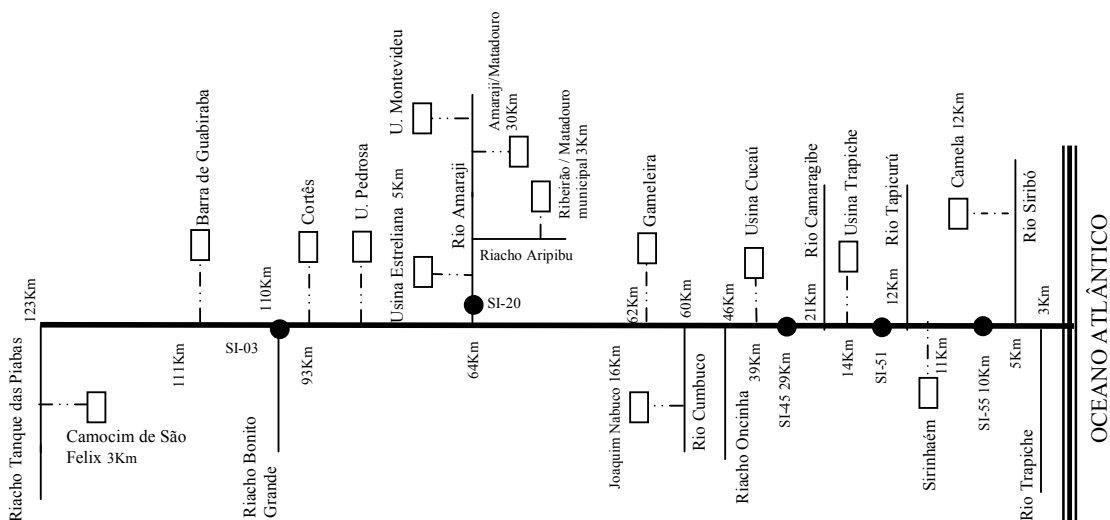 123Km
Riacho Tanque das Piabas
Camocim de São
Felix 3Km
Barra de Guabiraba
111Km
110Km
SI-03
Riacho Bonito
Grande
Cortês
93Km
U. Pedrosa
U. Montevideu
Usina Estreliana 5Km
Rio Amaraji
Amaraji/Matadouro
30Km
Ribeirão / Matadouro
municipal 3Km
Riacho Aripibu
SI-20
64Km
Gameleira
62Km
Joaquim Nabuco 16Km
60Km
Rio Cumbuco
46Km
Riacho Oncinha
Usina Cucaú
39Km
SI-45 29Km
21Km
Rio Camaragibe
Usina Trapiche
14Km
SI-51
Rio Tapicurú
12Km
11Km
Sirinhaém
Camela 12Km
SI-55 10Km
5Km
Rio Siribó
3Km
Rio Trapiche
OCEANO ATLÂNTICO